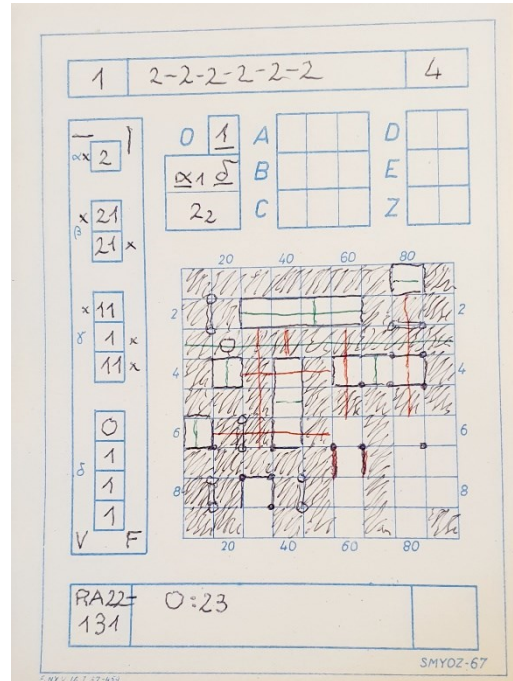 1 2-2-2-2-2-2 4
O 1 A D
αx 2
α1 δ B E
22 C Z
β x 21
21 x
20 40 60 80
γ x 11
1 x
11 x
2 2
O
4 4
6 6
δ O
1
1
1
8 8
V F
20 40 60 80
RA22= O:23
131
SMYOZ-67